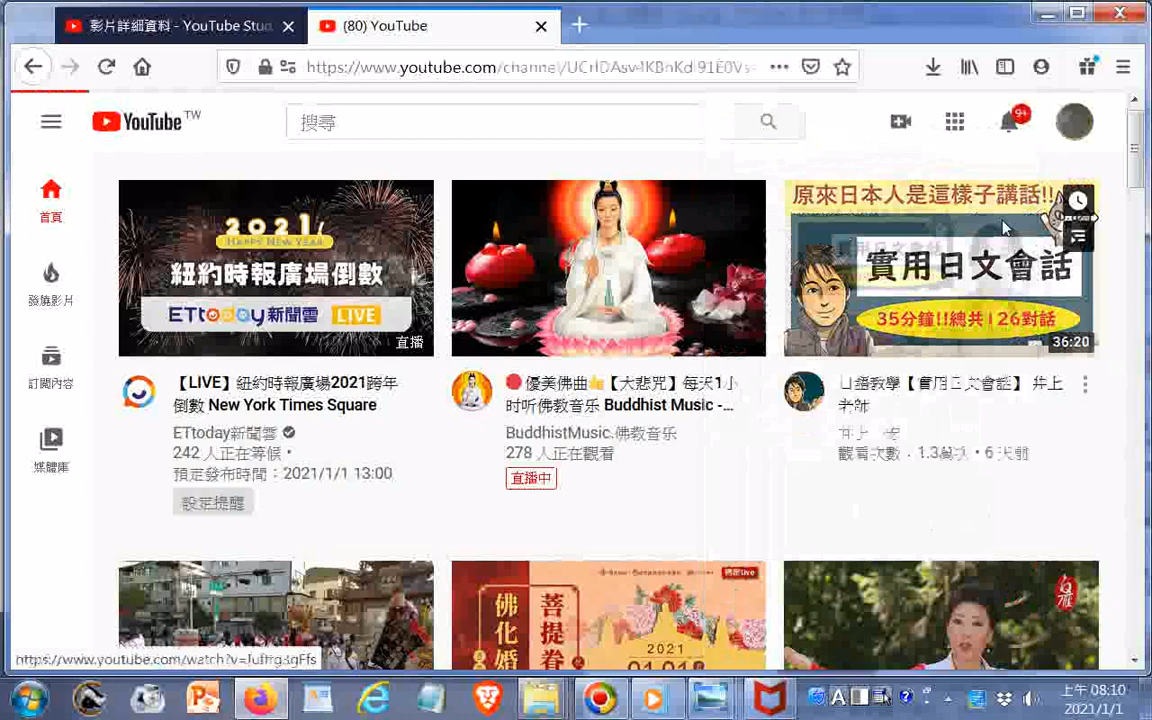 影片詳細資料 - YouTube Stu
(80) YouTube
https://www.youtube.com/channel/
YouTube TW
搜尋
9+
首頁
發燒影片
訂閱內容
媒體庫
2021
HAPPY NEW YEAR
紐約時報廣場倒數
ETtoday新聞雲 LIVE
直播
【LIVE】紐約時報廣場2021跨年
倒數 New York Times Square
ETtoday新聞雲
242 人正在等候・
預定發布時間：2021/1/1 13:00
設定提醒
優美佛曲 【大悲咒】每天1小
时听佛教音乐 Buddhist Music -...
BuddhistMusic.佛教音乐
278 人正在觀看
直播中
原來日本人是這樣子講話!!
實用日文會話
35分鐘!!總共126對話
36:20
日語教學【實用日文會話】 井上
老師
觀看次數：1.3萬次・6 天前
佛化婚
菩提眷
2021
01.01
https://www.youtube.com/watch?v=
上午 08:10
2021/1/1